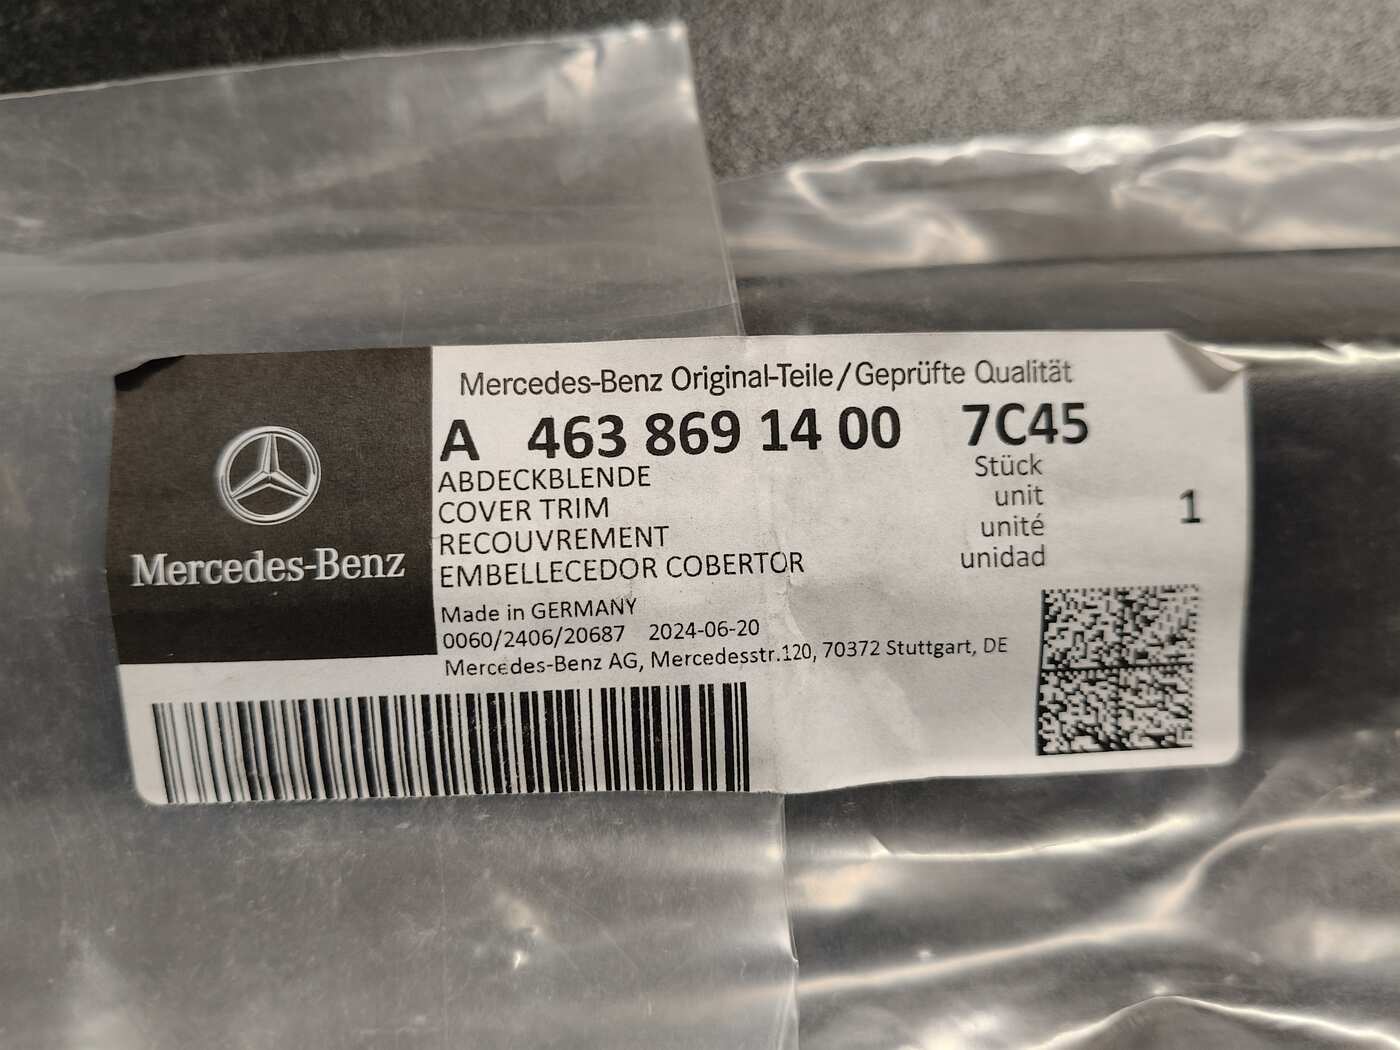 Mercedes-Benz Original-Teile/Geprüfte Qualität
A 463 869 14 00 7C45
ABDECKBLENDE
COVER TRIM
RECOUVREMENT
EMBELLECEDOR COBERTOR
Stück
unit
unité
unidad
1
Mercedes-Benz
Made in GERMANY
0060/2406/20687 2024-06-20
Mercedes-Benz AG, Mercedesstr.120, 70372 Stuttgart, DE